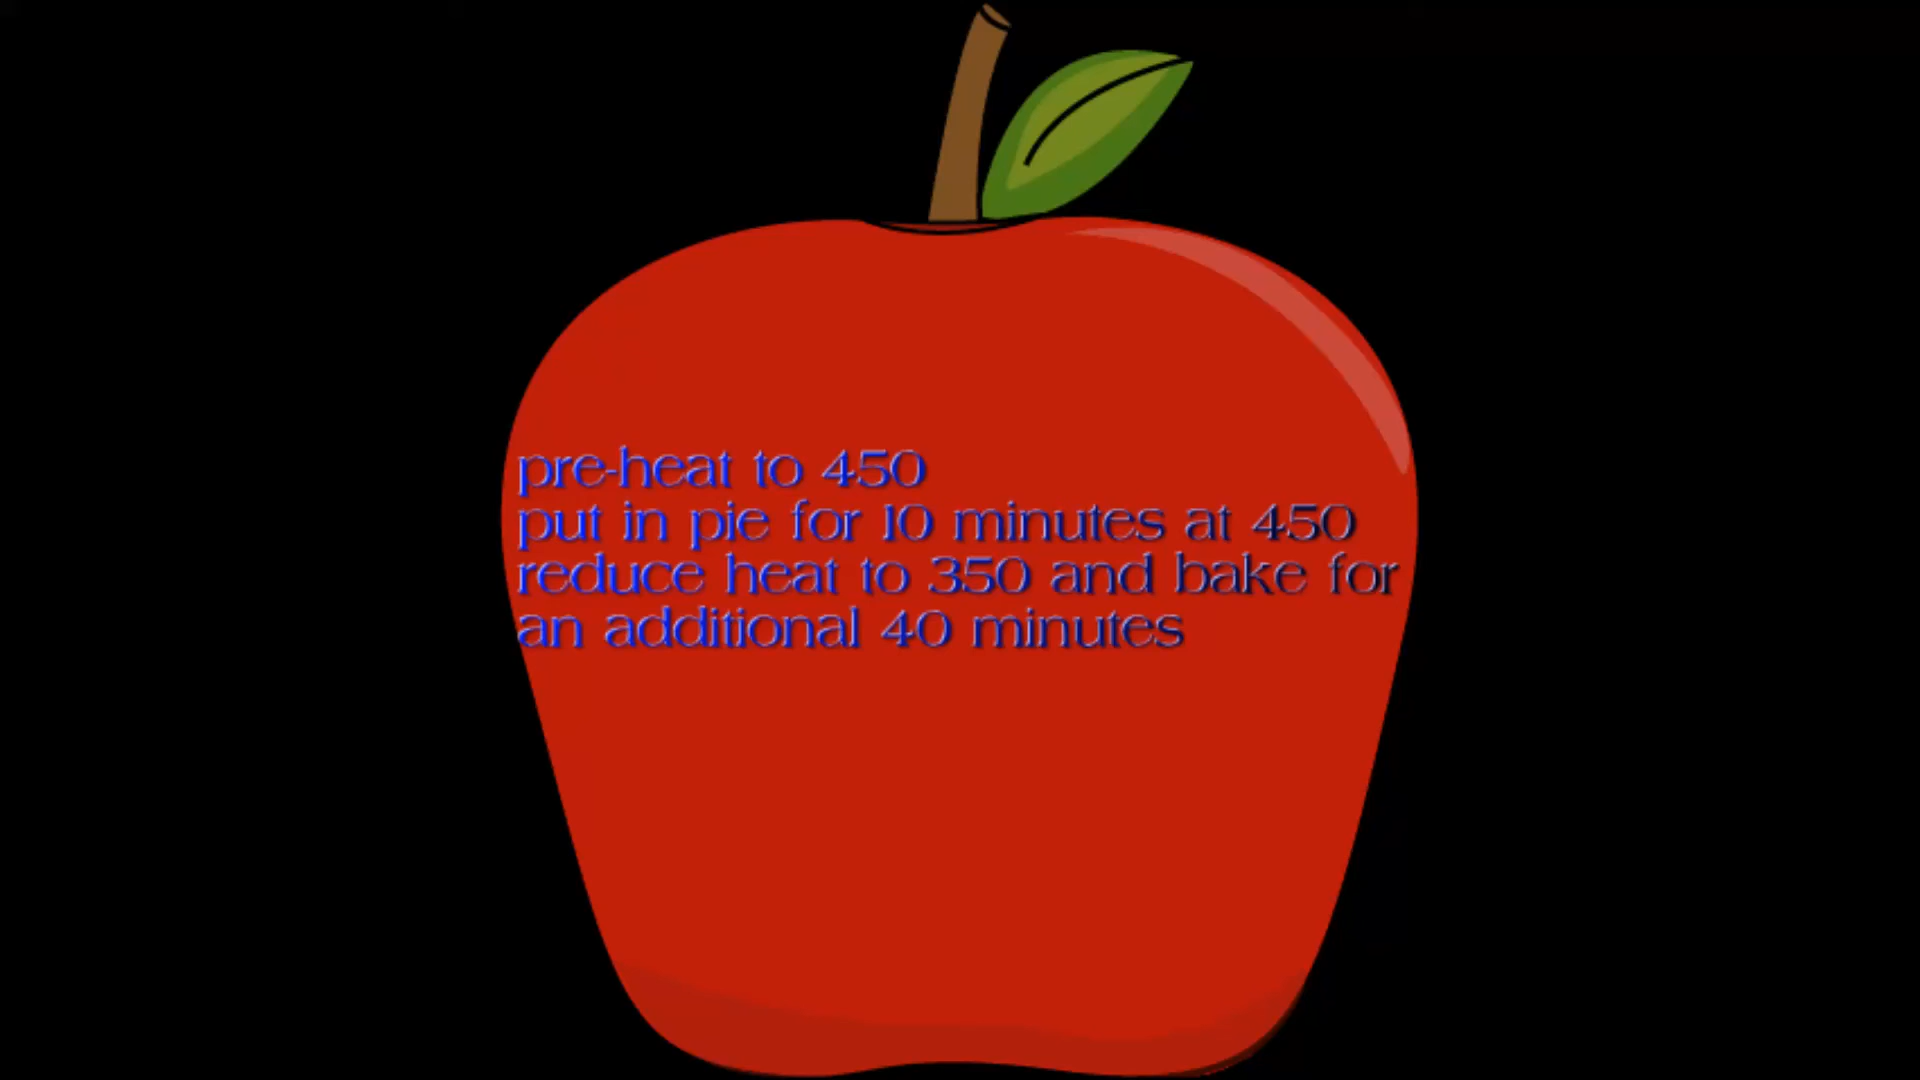 pre-heat to 450
put in pie for 10 minutes at 450
reduce heat to 350 and bake for
an additional 40 minutes